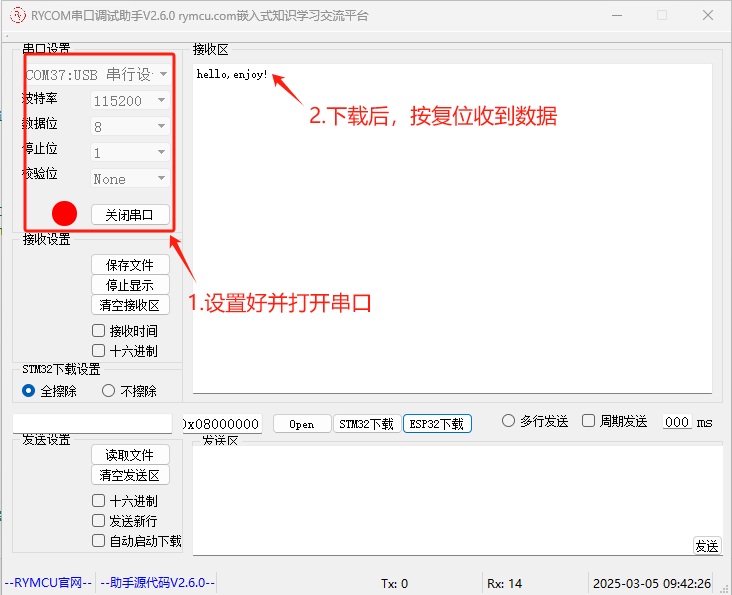 RYCOM串口调试助手V2.6.0 rymcu.com嵌入式知识学习交流平台
串口设置
COM37:USB 串行设
波特率 115200
数据位 8
停止位 1
校验位 None
关闭串口
接收设置
保存文件
停止显示
清空接收区
接收时间
十六进制
STM32下载设置
全擦除 不擦除
接收区
hello,enjoy!
2.下载后，按复位收到数据
1.设置好并打开串口
0x08000000 Open STM32下载 ESP32下载 多行发送 周期发送 000 ms
发送设置
读取文件
清空发送区
十六进制
发送新行
自动启动下载
发送区
发送
--RYMCU官网-- --助手源代码V2.6.0-- Tx: 0 Rx: 14 2025-03-05 09:42:26